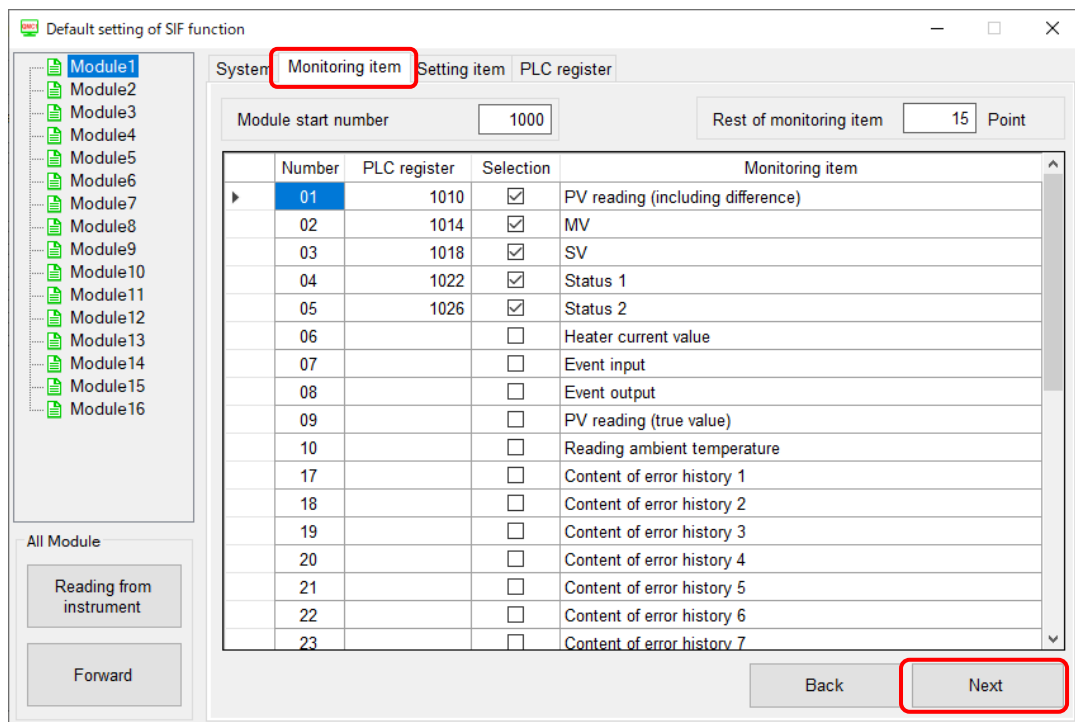 QMC1 Default setting of SIF function
Module1
Module2
Module3
Module4
Module5
Module6
Module7
Module8
Module9
Module10
Module11
Module12
Module13
Module14
Module15
Module16
All Module
Reading from
instrument
Forward
System Monitoring item Setting item PLC register
Module start number 1000 Rest of monitoring item 15 Point
Number PLC register Selection Monitoring item
01 1010 PV reading (including difference)
02 1014 MV
03 1018 SV
04 1022 Status 1
05 1026 Status 2
06 Heater current value
07 Event input
08 Event output
09 PV reading (true value)
10 Reading ambient temperature
17 Content of error history 1
18 Content of error history 2
19 Content of error history 3
20 Content of error history 4
21 Content of error history 5
22 Content of error history 6
23 Content of error history 7
Back Next